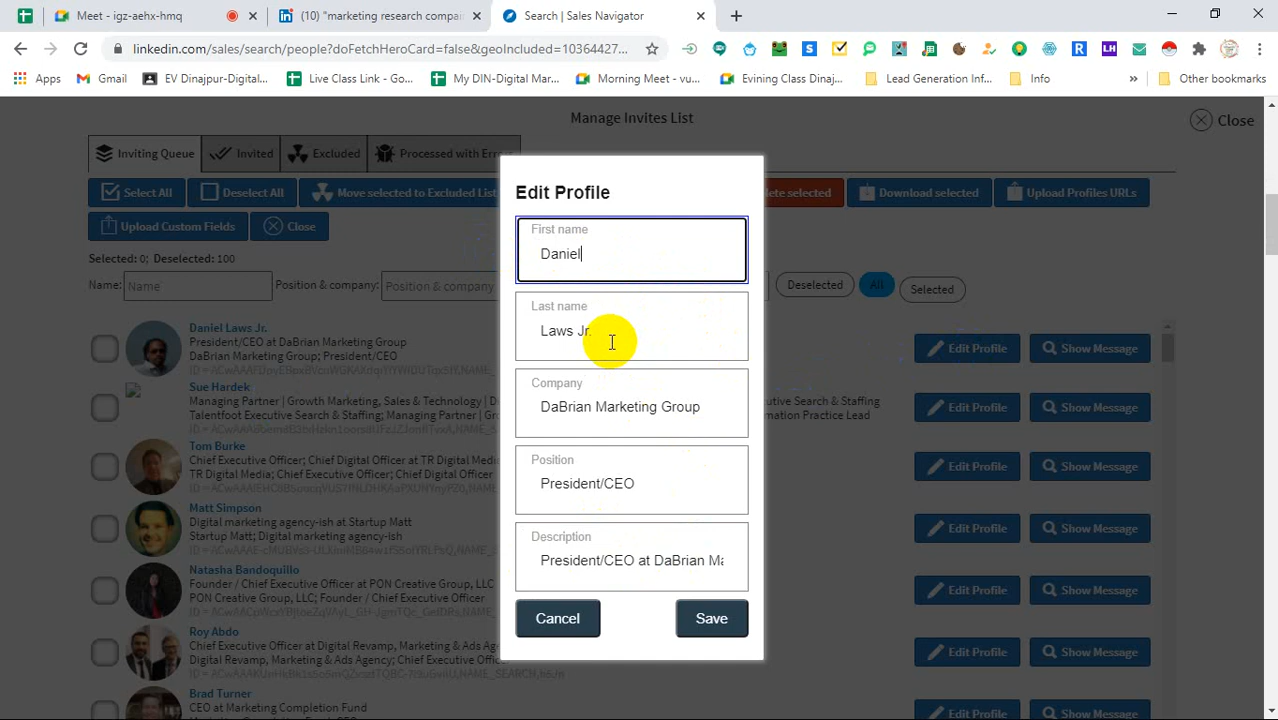 Meet - igz-aehx-hmq
(10) "marketing research compan
Search | Sales Navigator
linkedin.com/sales/search/people?doFetchHeroCard=false&geoIncluded=10364427...
Apps
Gmail
EV Dinajpur-Digital...
Live Class Link - Go...
My DIN-Digital Mar...
Morning Meet - vu...
Evining Class Dinaj...
Lead Generation Inf...
Info
Other bookmarks
Manage Invites List
Close
Inviting Queue
Invited
Excluded
Processed with Errors
Select All
Deselect All
Move selected to Excluded List
lete selected
Download selected
Upload Profiles URLs
Upload Custom Fields
Close
Selected: 0; Deselected: 100
Name:
Name
Position & company:
Position & company
Deselected
All
Selected
Edit Profile
First name
Daniel
Last name
Laws Jr.
Company
DaBrian Marketing Group
Position
President/CEO
Description
President/CEO at DaBrian Ma
Cancel
Save
Daniel Laws Jr.
President/CEO at DaBrian Marketing Group
DaBrian Marketing Group; President/CEO
Edit Profile
Show Message
Sue Hardek
Managing Partner | Growth Marketing, Sales & Technology | D
Executive Search & Staffing
Talentfoot Executive Search & Staffing; Managing Partner | Gro
mation Practice Lead
Edit Profile
Show Message
Tom Burke
Chief Executive Officer; Chief Digital Officer at TR Digital Med
TR Digital Media; Chief Executive Officer; Chief Digital Officer
Edit Profile
Show Message
Matt Simpson
Digital marketing agency-ish at Startup Matt
Startup Matt; Digital marketing agency-ish
Edit Profile
Show Message
Natasha Bandoquillo
Founder / Chief Executive Officer at PON Creative Group, LLC
PON Creative Group, LLC; Founder / Chief Executive Officer
Edit Profile
Show Message
Roy Abdo
Chief Executive Officer at Digital Revamp, Marketing & Ads A
Digital Revamp, Marketing & Ads Agency; Chief Executive Off
Edit Profile
Show Message
Brad Turner
CEO at Marketing Completion Fund